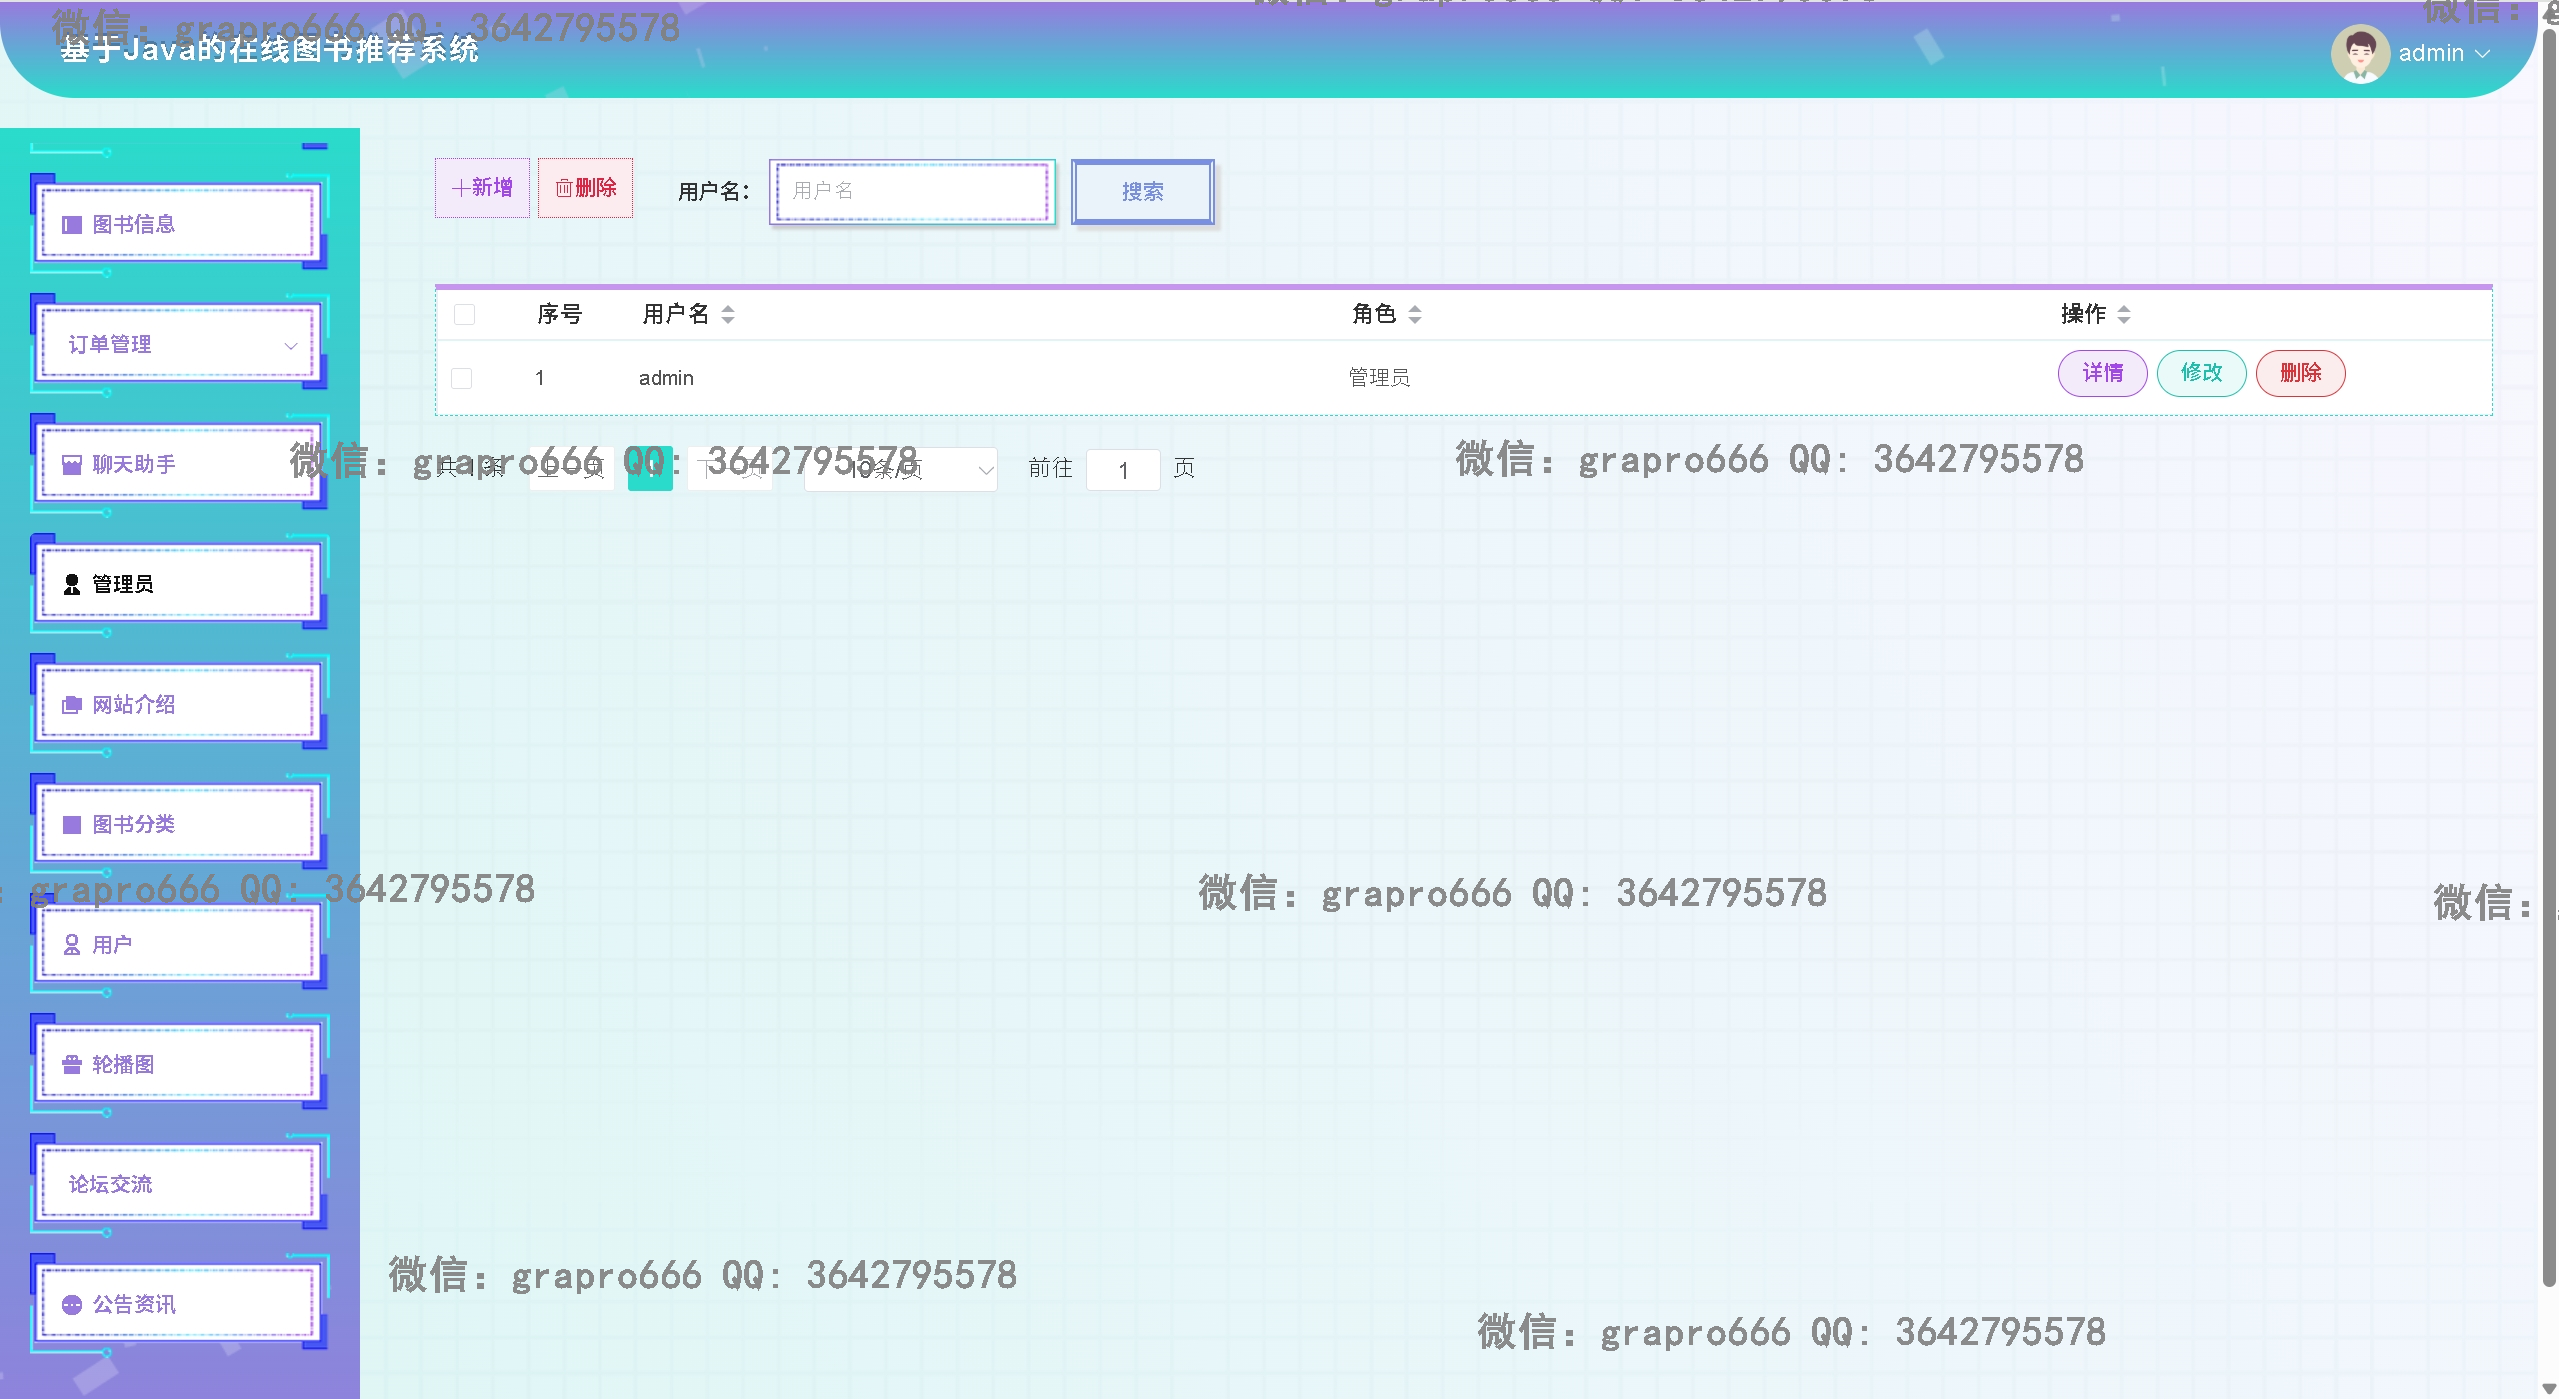 微信: grapro666 QQ: 3642795578
基于Java的在线图书推荐系统
admin
图书信息
订单管理
聊天助手
管理员
网站介绍
图书分类
用户
轮播图
论坛交流
公告资讯
新增 删除 用户名: 用户名 搜索
序号 用户名 角色 操作
1 admin 管理员 详情 修改 删除
共 1 条 上一页 1 下一页 10条/页 前往 1 页
微信: grapro666 QQ: 3642795578
微信: grapro666 QQ: 3642795578
: grapro666 QQ: 3642795578
微信: grapro666 QQ: 3642795578
微信:
微信: grapro666 QQ: 3642795578
微信: grapro666 QQ: 3642795578